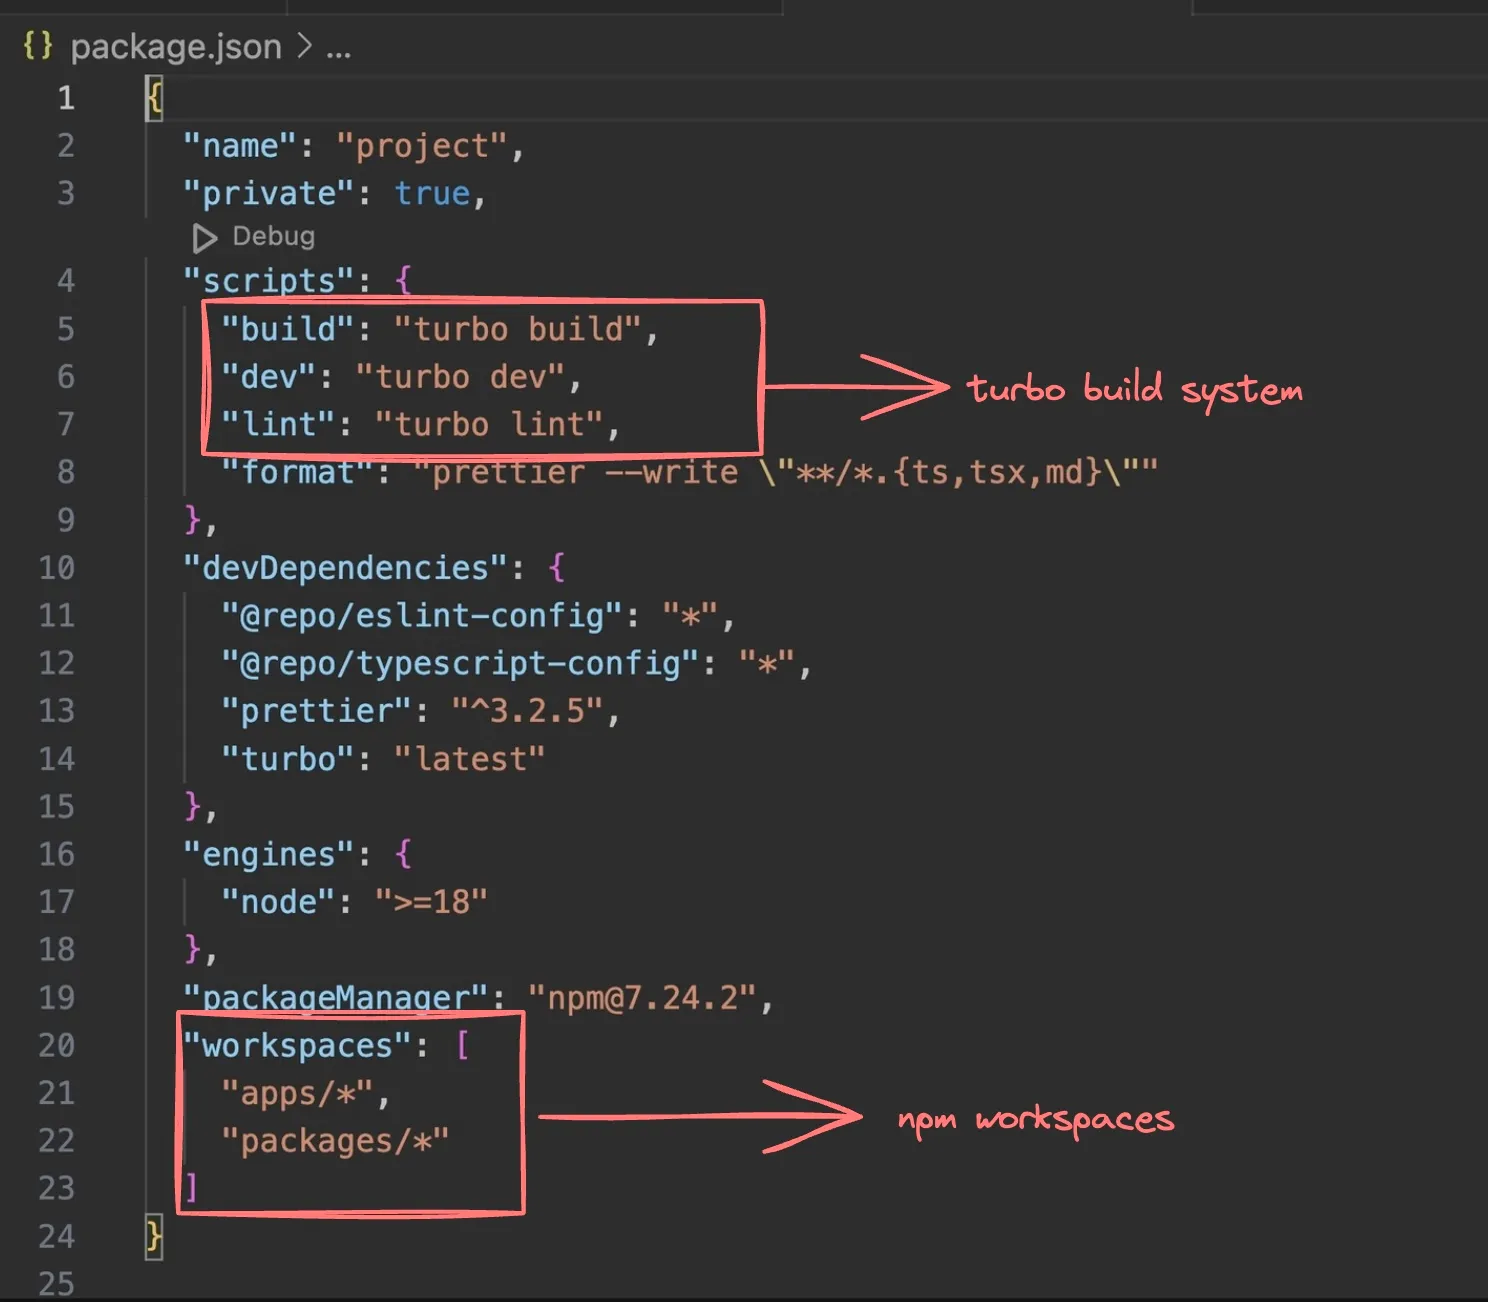 {} package.json > ...
1 {
2 "name": "project",
3 "private": true,
Debug
4 "scripts": {
5 "build": "turbo build",
6 "dev": "turbo dev",
7 "lint": "turbo lint",
turbo build system
8 "format": "prettier --write \"**/*.{ts,tsx,md}\""
9 },
10 "devDependencies": {
11 "@repo/eslint-config": "*",
12 "@repo/typescript-config": "*",
13 "prettier": "^3.2.5",
14 "turbo": "latest"
15 },
16 "engines": {
17 "node": ">=18"
18 },
19 "packageManager": "npm@7.24.2",
20 "workspaces": [
21 "apps/*",
22 "packages/*"
npm workspaces
23 ]
24 }
25